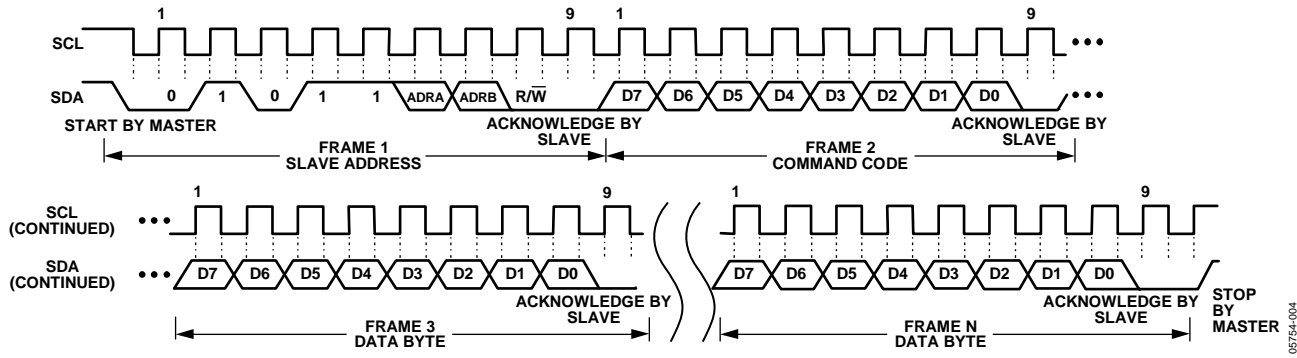 1 9 1 9
SCL
SDA 0 1 0 1 1 ADRA ADRB R/W̅ D7 D6 D5 D4 D3 D2 D1 D0
START BY MASTER ACKNOWLEDGE BY SLAVE ACKNOWLEDGE BY SLAVE
FRAME 1 SLAVE ADDRESS FRAME 2 COMMAND CODE
1 9 1 9
SCL (CONTINUED)
SDA (CONTINUED) D7 D6 D5 D4 D3 D2 D1 D0 D7 D6 D5 D4 D3 D2 D1 D0
ACKNOWLEDGE BY SLAVE ACKNOWLEDGE BY SLAVE STOP BY MASTER
FRAME 3 DATA BYTE FRAME N DATA BYTE
05754-004